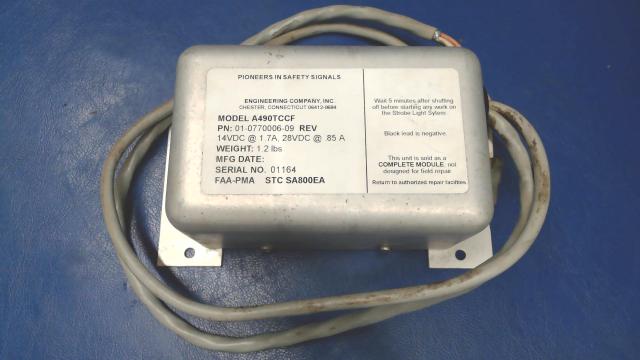 PIONEERS IN SAFETY SIGNALS
ENGINEERING COMPANY, INC.
CHESTER, CONNECTICUT 06412-0684
MODEL A490TCCF
PN: 01-0770006-09 REV
14VDC @ 1.7A, 28VDC @ .85 A
WEIGHT: 1.2 lbs
MFG DATE:
SERIAL NO. 01164
FAA-PMA STC SA800EA
Wait 5 minutes after shutting
off before starting any work on
the Strobe Light Sytem.
Black lead is negative.
This unit is sold as a
COMPLETE MODULE, not
designed for field repair
Return to authorized repair facilities.